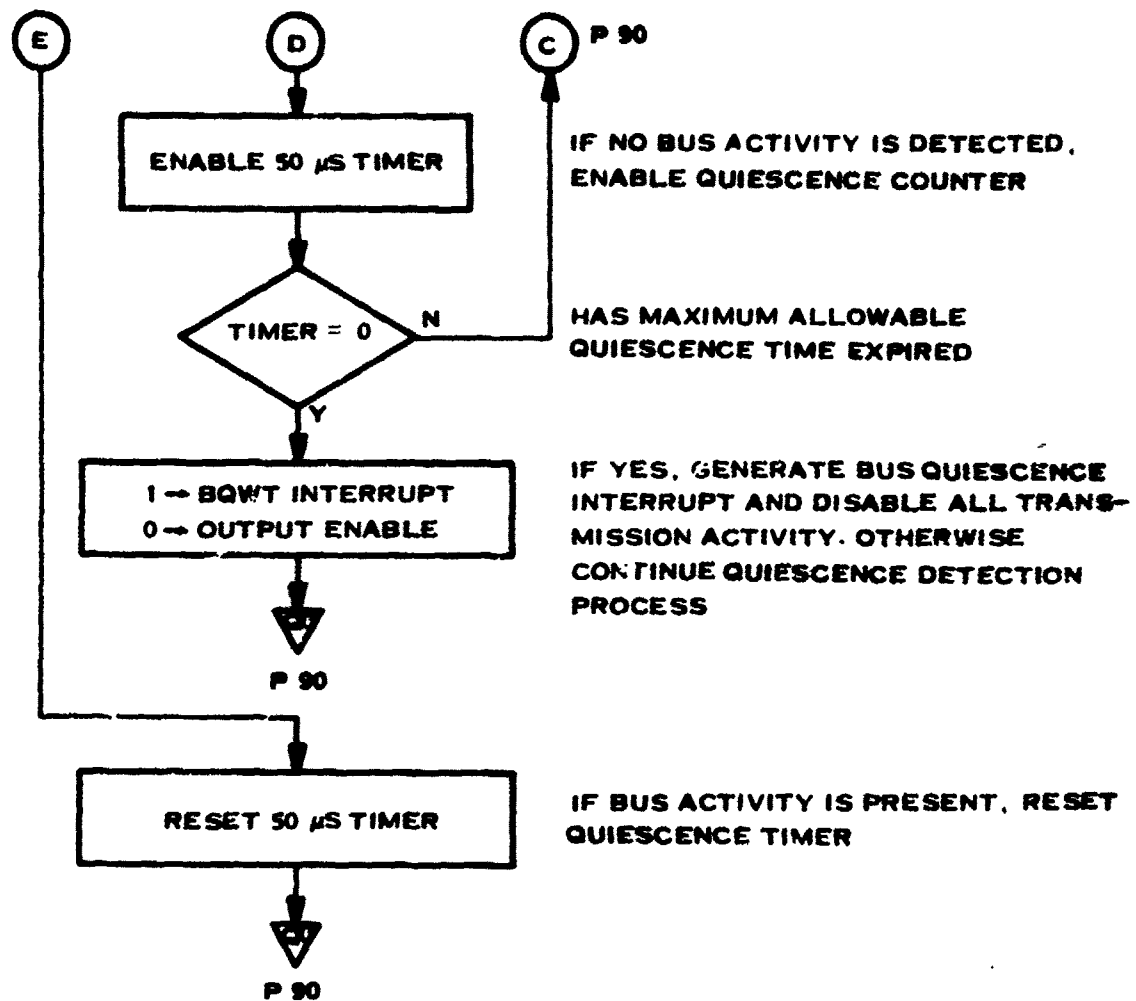 E
D
C P 90
ENABLE 50 µS TIMER
IF NO BUS ACTIVITY IS DETECTED,
ENABLE QUIESCENCE COUNTER
TIMER = 0
N
HAS MAXIMUM ALLOWABLE
QUIESCENCE TIME EXPIRED
Y
1 → BQWT INTERRUPT
0 → OUTPUT ENABLE
IF YES, GENERATE BUS QUIESCENCE
INTERRUPT AND DISABLE ALL TRANS-
MISSION ACTIVITY. OTHERWISE
CONTINUE QUIESCENCE DETECTION
PROCESS
P 90
RESET 50 µS TIMER
IF BUS ACTIVITY IS PRESENT, RESET
QUIESCENCE TIMER
P 90